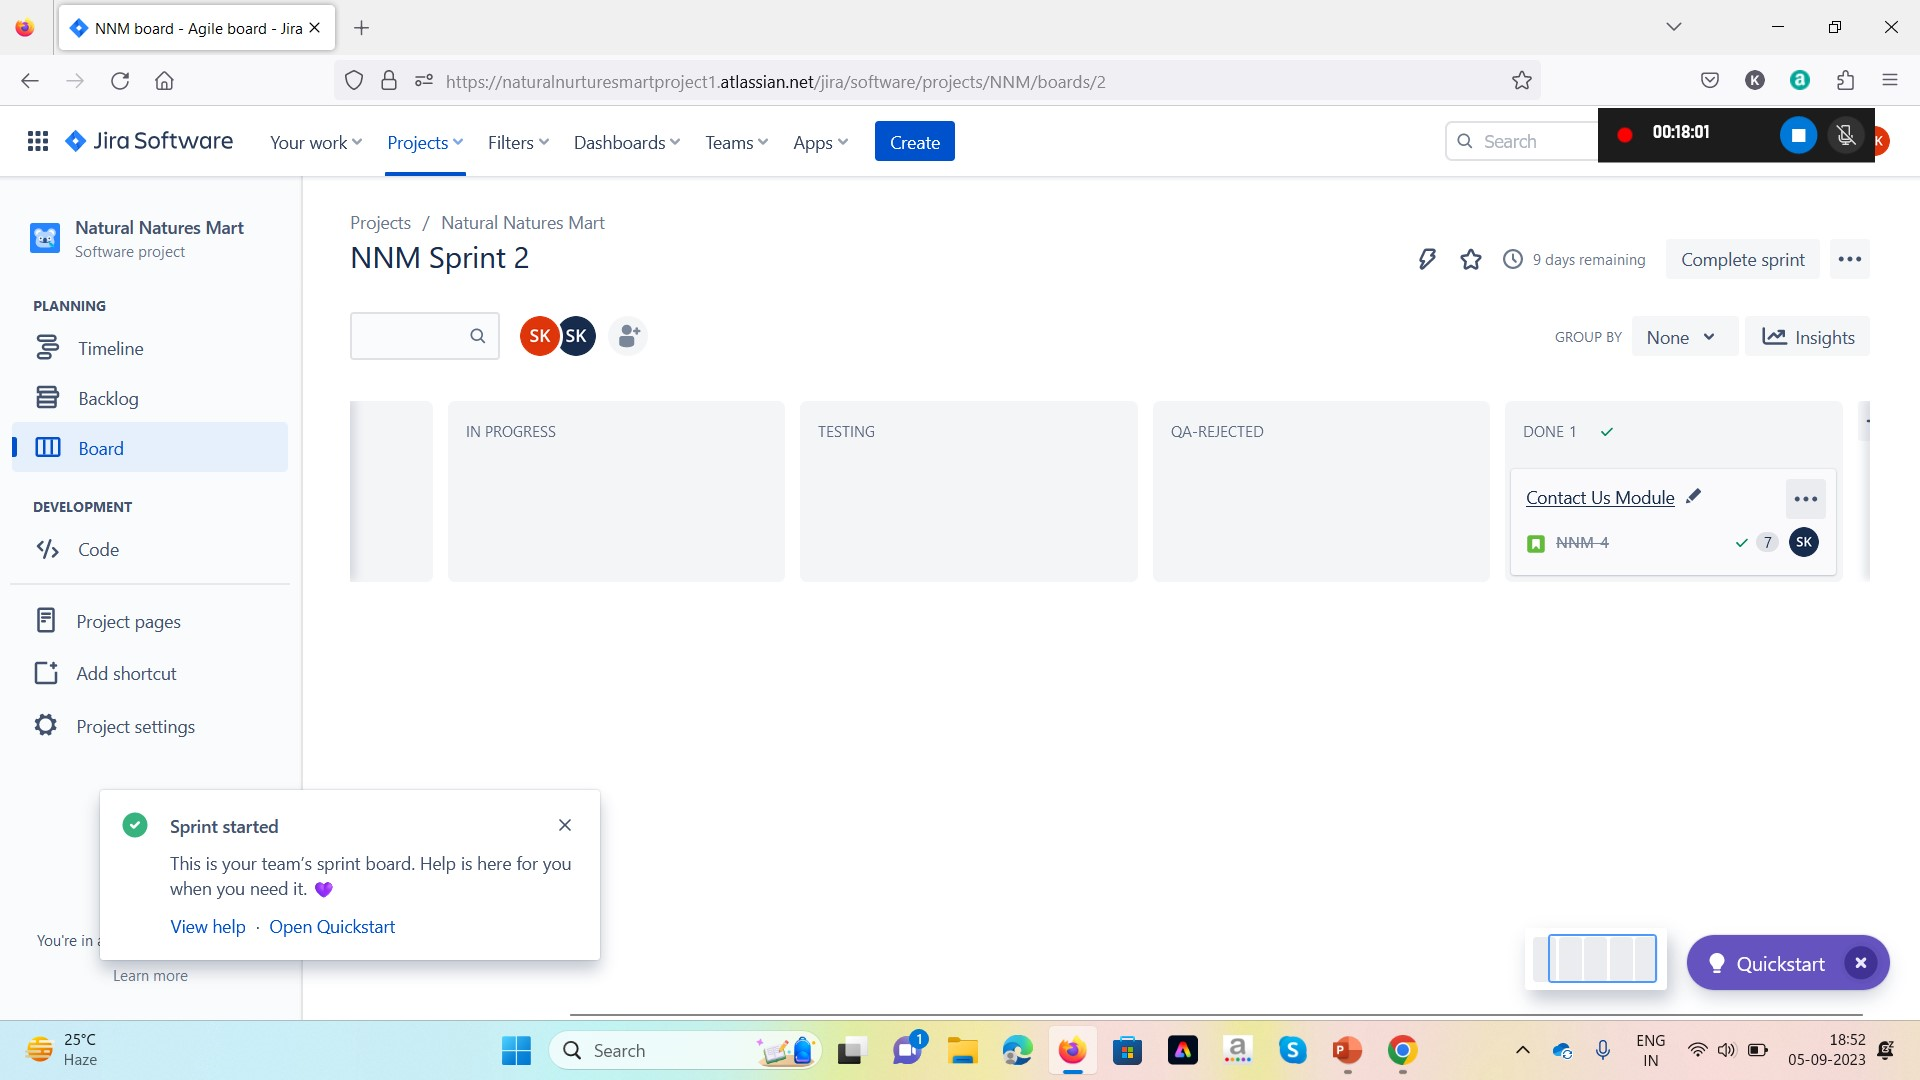 NNM board - Agile board - Jira
https://naturalnurturesmartproject1.atlassian.net/jira/software/projects/NNM/boards/2
K
a
Jira Software
Your work
Projects
Filters
Dashboards
Teams
Apps
Create
Search
00:18:01
K
Natural Natures Mart
Software project
PLANNING
Timeline
Backlog
Board
DEVELOPMENT
Code
Project pages
Add shortcut
Project settings
Projects / Natural Natures Mart
NNM Sprint 2
9 days remaining
Complete sprint
SK
SK
GROUP BY
None
Insights
IN PROGRESS
TESTING
QA-REJECTED
DONE 1
Contact Us Module
NNM-4
7
SK
Sprint started
This is your team's sprint board. Help is here for you
when you need it. 💜
View help · Open Quickstart
You're in
Learn more
Quickstart
25°C
Haze
Search
1
a
S
P
ENG
IN
18:52
05-09-2023